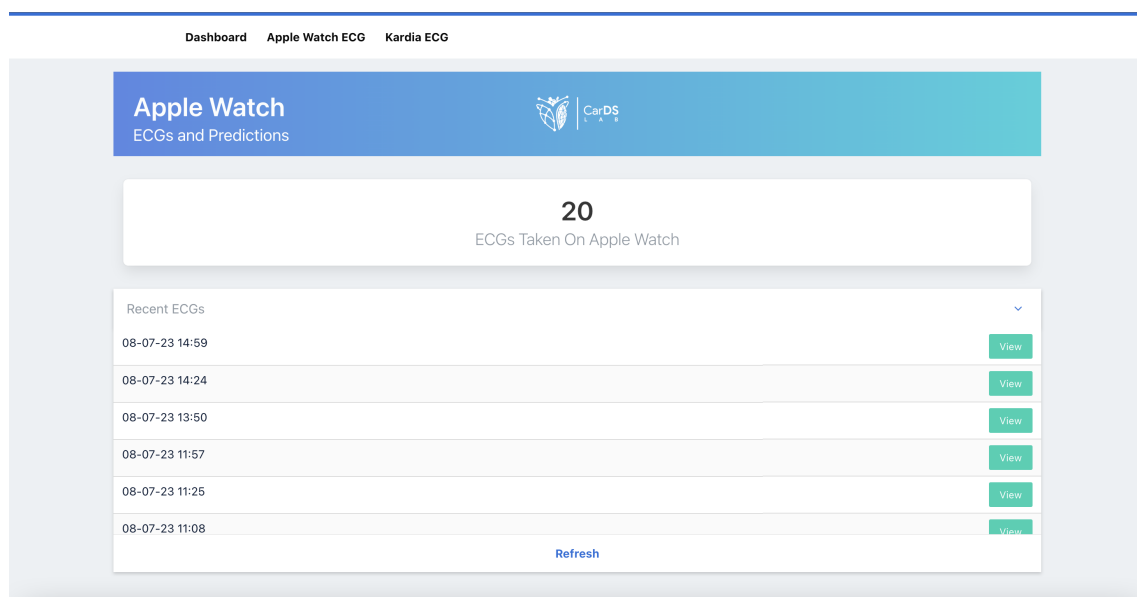 Dashboard Apple Watch ECG Kardia ECG
Apple Watch
ECGs and Predictions
CarDS
LAB
20
ECGs Taken On Apple Watch
Recent ECGs
08-07-23 14:59 View
08-07-23 14:24 View
08-07-23 13:50 View
08-07-23 11:57 View
08-07-23 11:25 View
08-07-23 11:08 View
Refresh